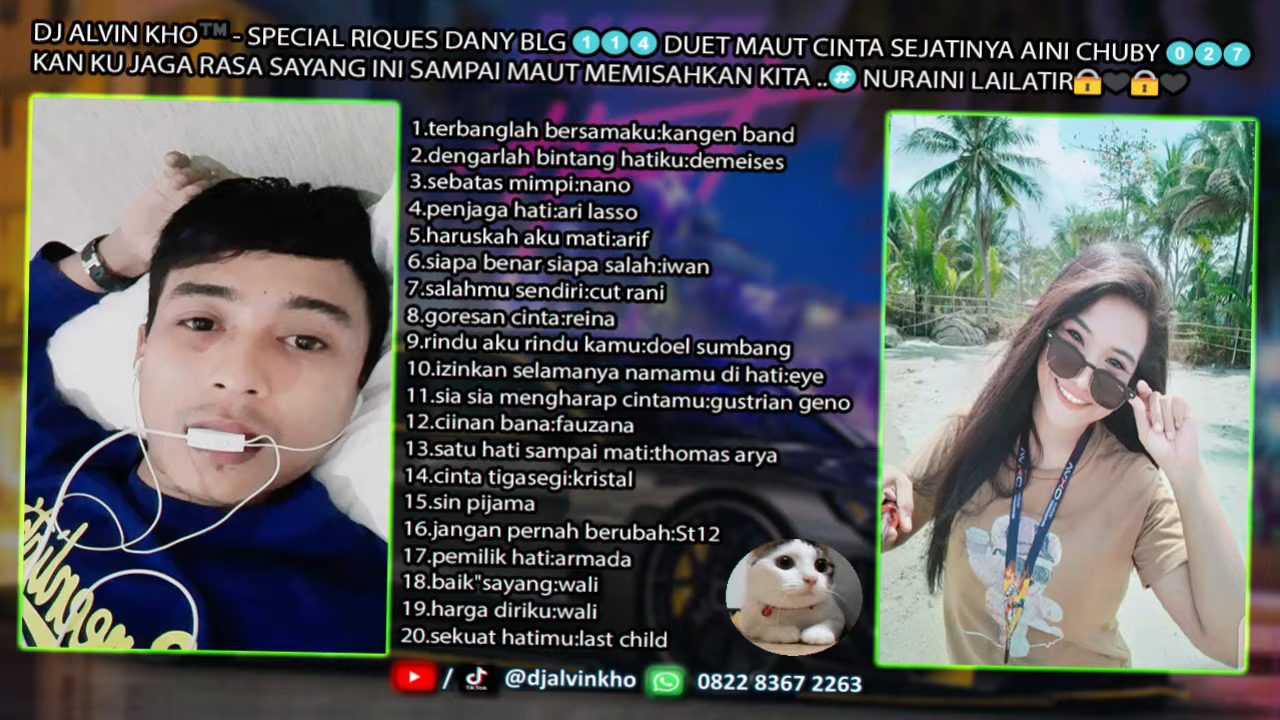 DJ ALVIN KHO™ - SPECIAL RIQUES DANY BLG 114 DUET MAUT CINTA SEJATINYA AINI CHUBY 027
KAN KU JAGA RASA SAYANG INI SAMPAI MAUT MEMISAHKAN KITA ..# NURAINI LAILATIR🔒🖤🔒🖤
1.terbanglah bersamaku:kangen band
2.dengarlah bintang hatiku:demeises
3.sebatas mimpi:nano
4.penjaga hati:ari lasso
5.haruskah aku mati:arif
6.siapa benar siapa salah:iwan
7.salahmu sendiri:cut rani
8.goresan cinta:reina
9.rindu aku rindu kamu:doel sumbang
10.izinkan selamanya namamu di hati:eye
11.sia sia mengharap cintamu:gustrian geno
12.ciinan bana:fauzana
13.satu hati sampai mati:thomas arya
14.cinta tigasegi:kristal
15.sin pijama
16.jangan pernah berubah:St12
17.pemilik hati:armada
18.baik"sayang:wali
19.harga diriku:wali
20.sekuat hatimu:last child
/ TikTok @djalvinkho 0822 8367 2263